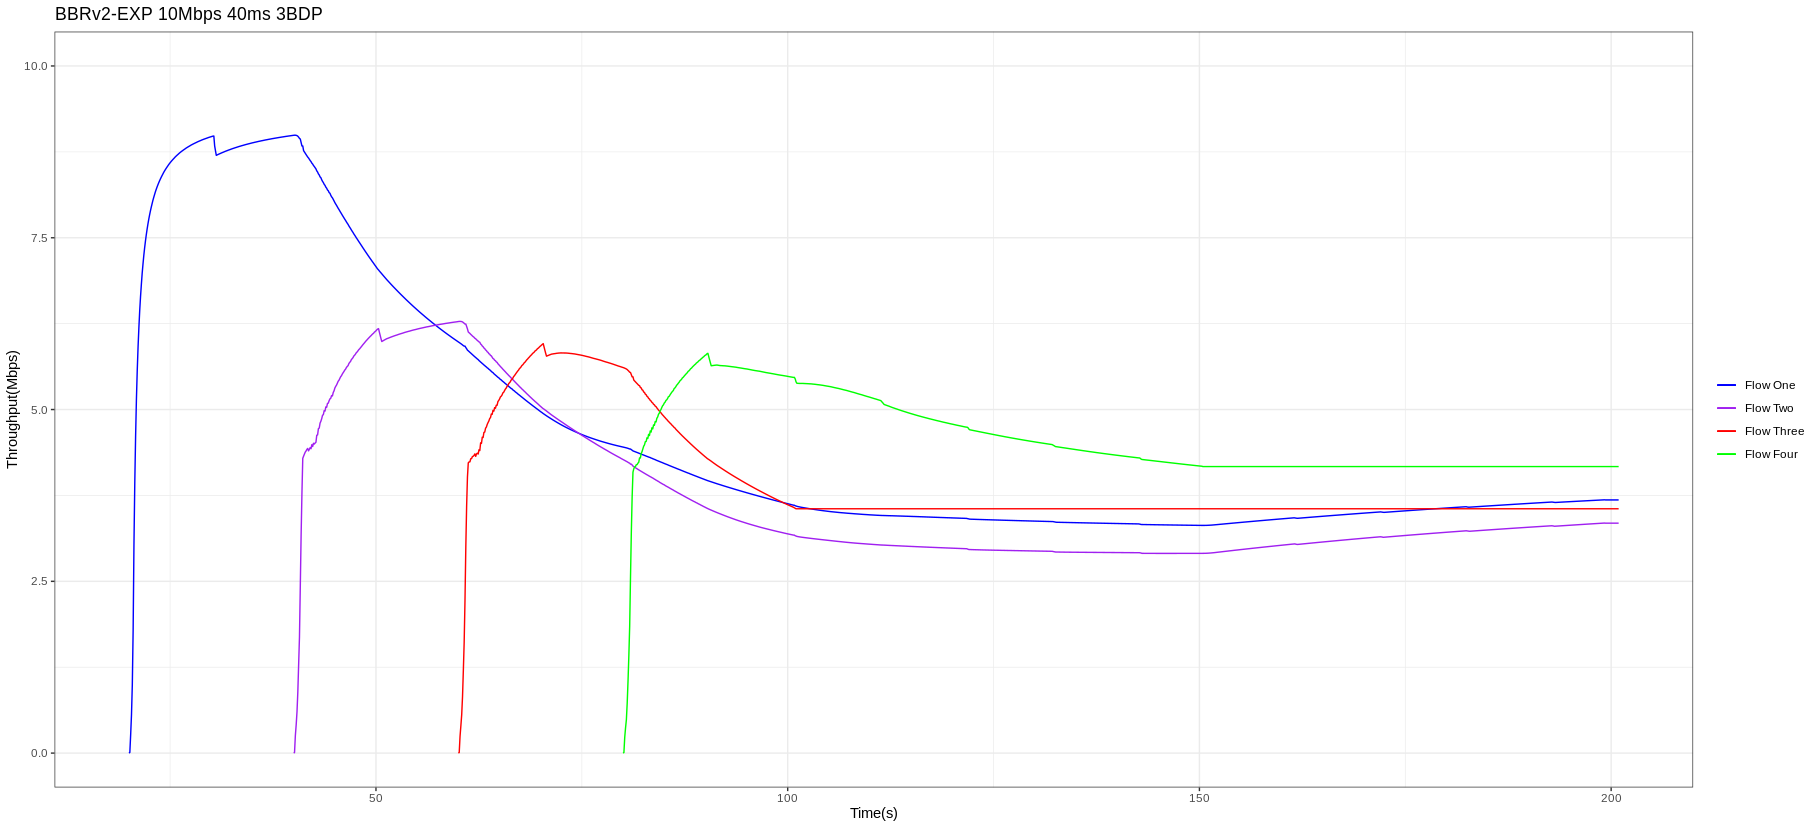 BBRv2-EXP 10Mbps 40ms 3BDP
Throughput(Mbps)
10.0
7.5
5.0
2.5
0.0
50
100
150
200
Time(s)
Flow One
Flow Two
Flow Three
Flow Four